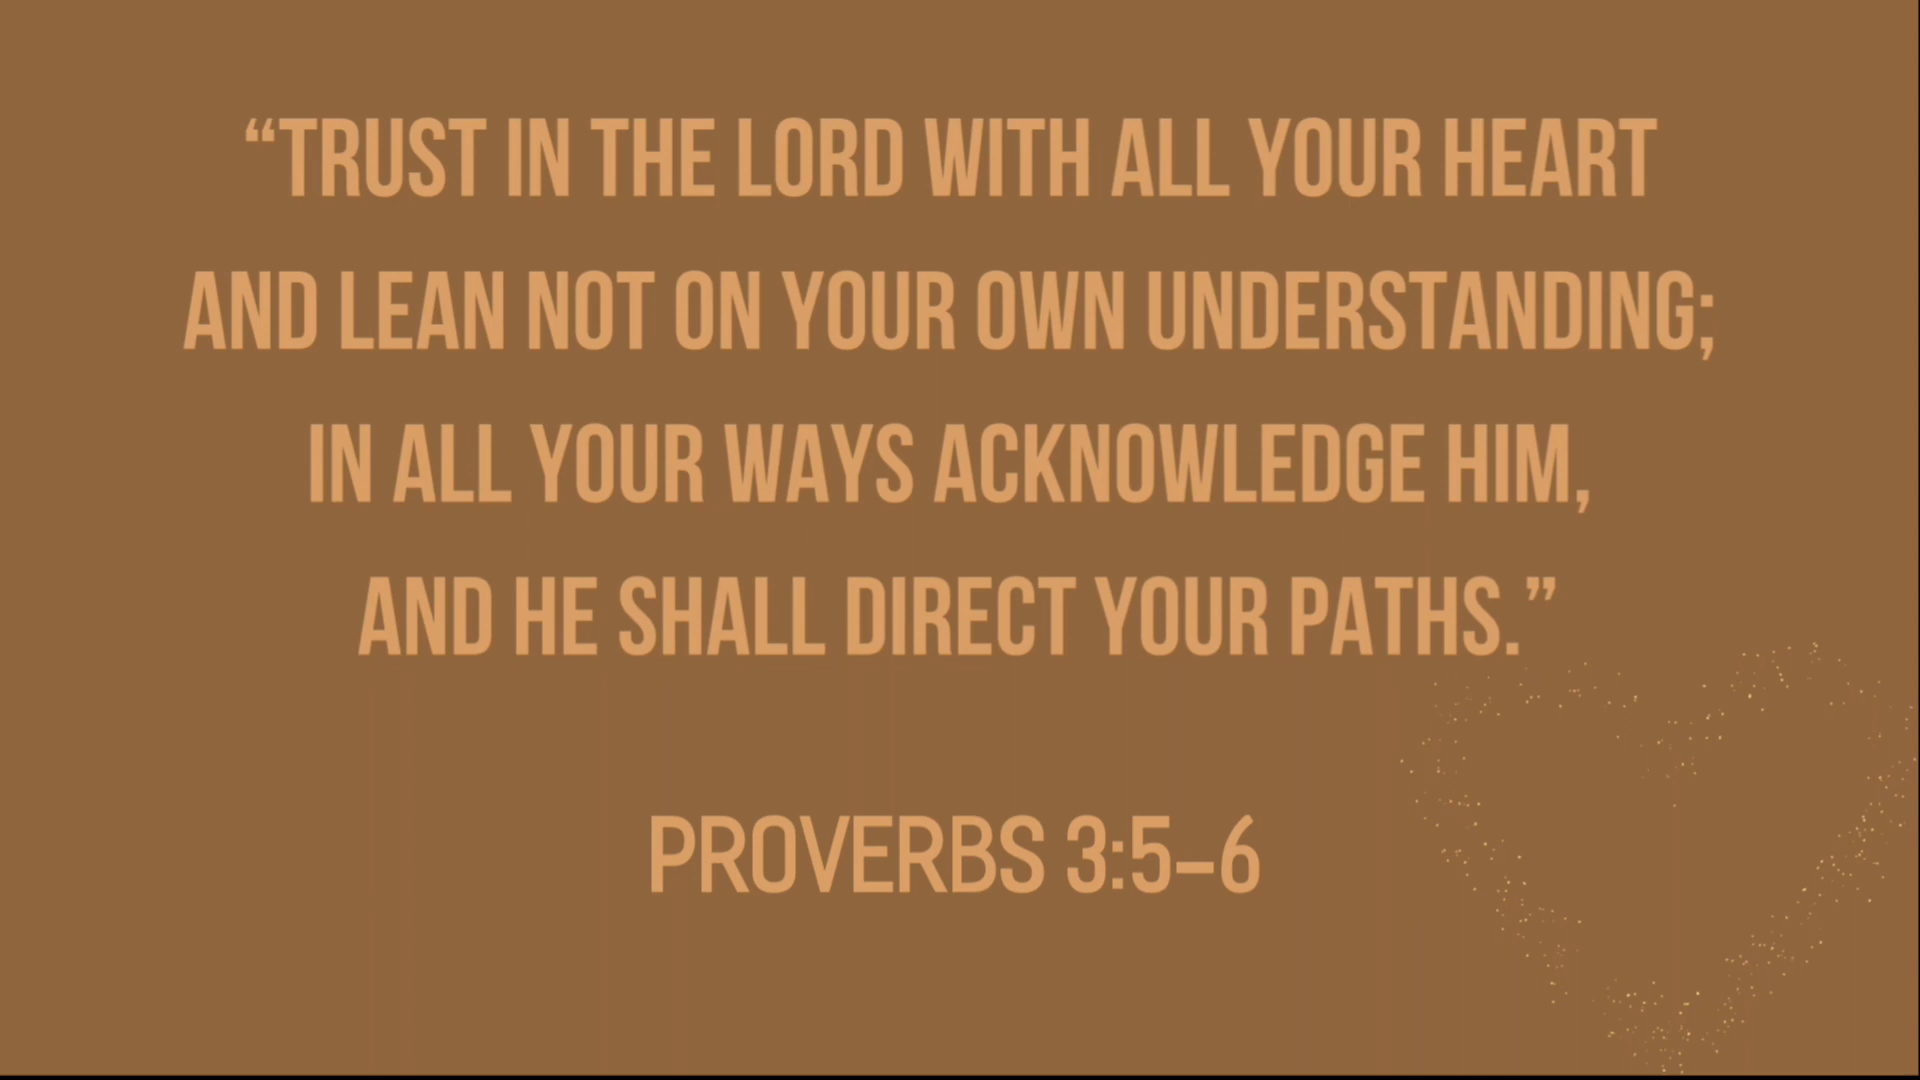 “TRUST IN THE LORD WITH ALL YOUR HEART
AND LEAN NOT ON YOUR OWN UNDERSTANDING;
IN ALL YOUR WAYS ACKNOWLEDGE HIM,
AND HE SHALL DIRECT YOUR PATHS.”
PROVERBS 3:5–6